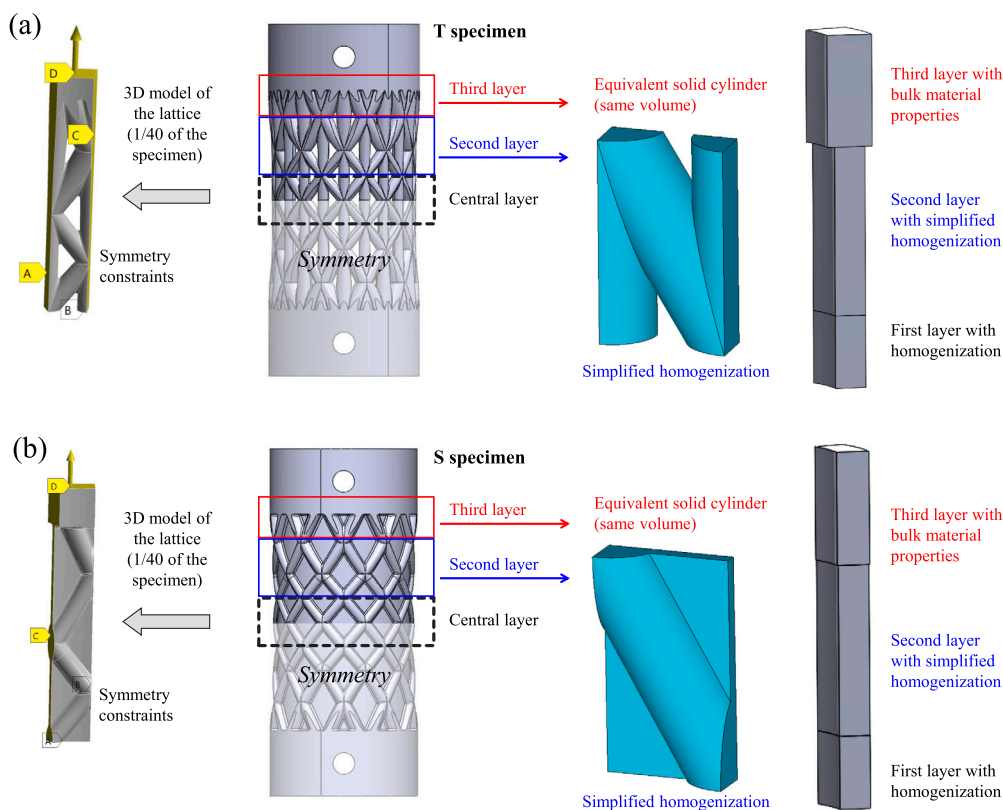 (a)
D
C
A
B
3D model of
the lattice
(1/40 of the
specimen)
Symmetry
constraints
T specimen
Third layer
Second layer
Central layer
Symmetry
Equivalent solid cylinder
(same volume)
Simplified homogenization
Third layer with
bulk material
properties
Second layer
with simplified
homogenization
First layer with
homogenization
(b)
D
C
B
A
3D model of
the lattice
(1/40 of the
specimen)
Symmetry
constraints
S specimen
Third layer
Second layer
Central layer
Symmetry
Equivalent solid cylinder
(same volume)
Simplified homogenization
Third layer with
bulk material
properties
Second layer
with simplified
homogenization
First layer with
homogenization